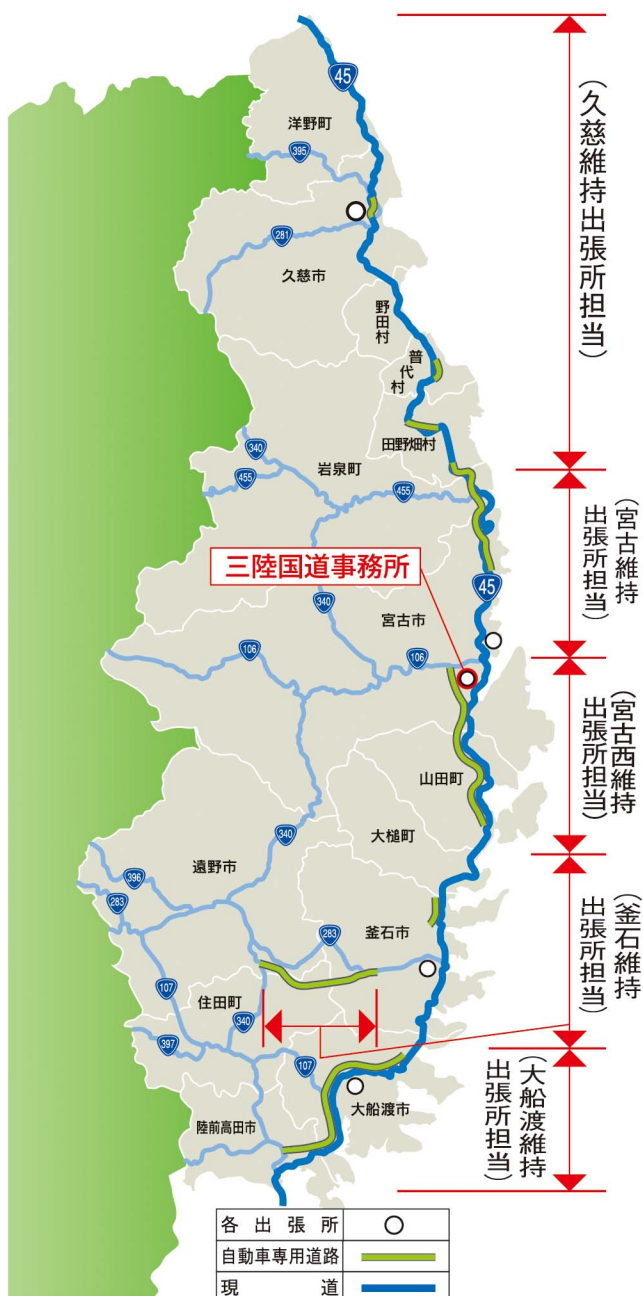 45
洋野町
395
281
久慈市
(久慈維持出張所担当)
野田村
普代村
田野畑村
340
岩泉町
455
455
(宮古維持
出張所担当)
三陸国道事務所
45
340
宮古市
106
106
(宮古西維持
出張所担当)
山田町
大槌町
340
遠野市
396
283
釜石市
283
(釜石維持
出張所担当)
107
住田町
340
397
107
(大船渡維持
出張所担当)
大船渡市
陸前高田市
各出張所
自動車専用道路
現道